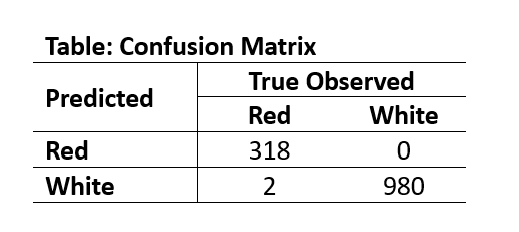 Table: Confusion Matrix
Predicted True Observed
Red White
Red 318 0
White 2 980